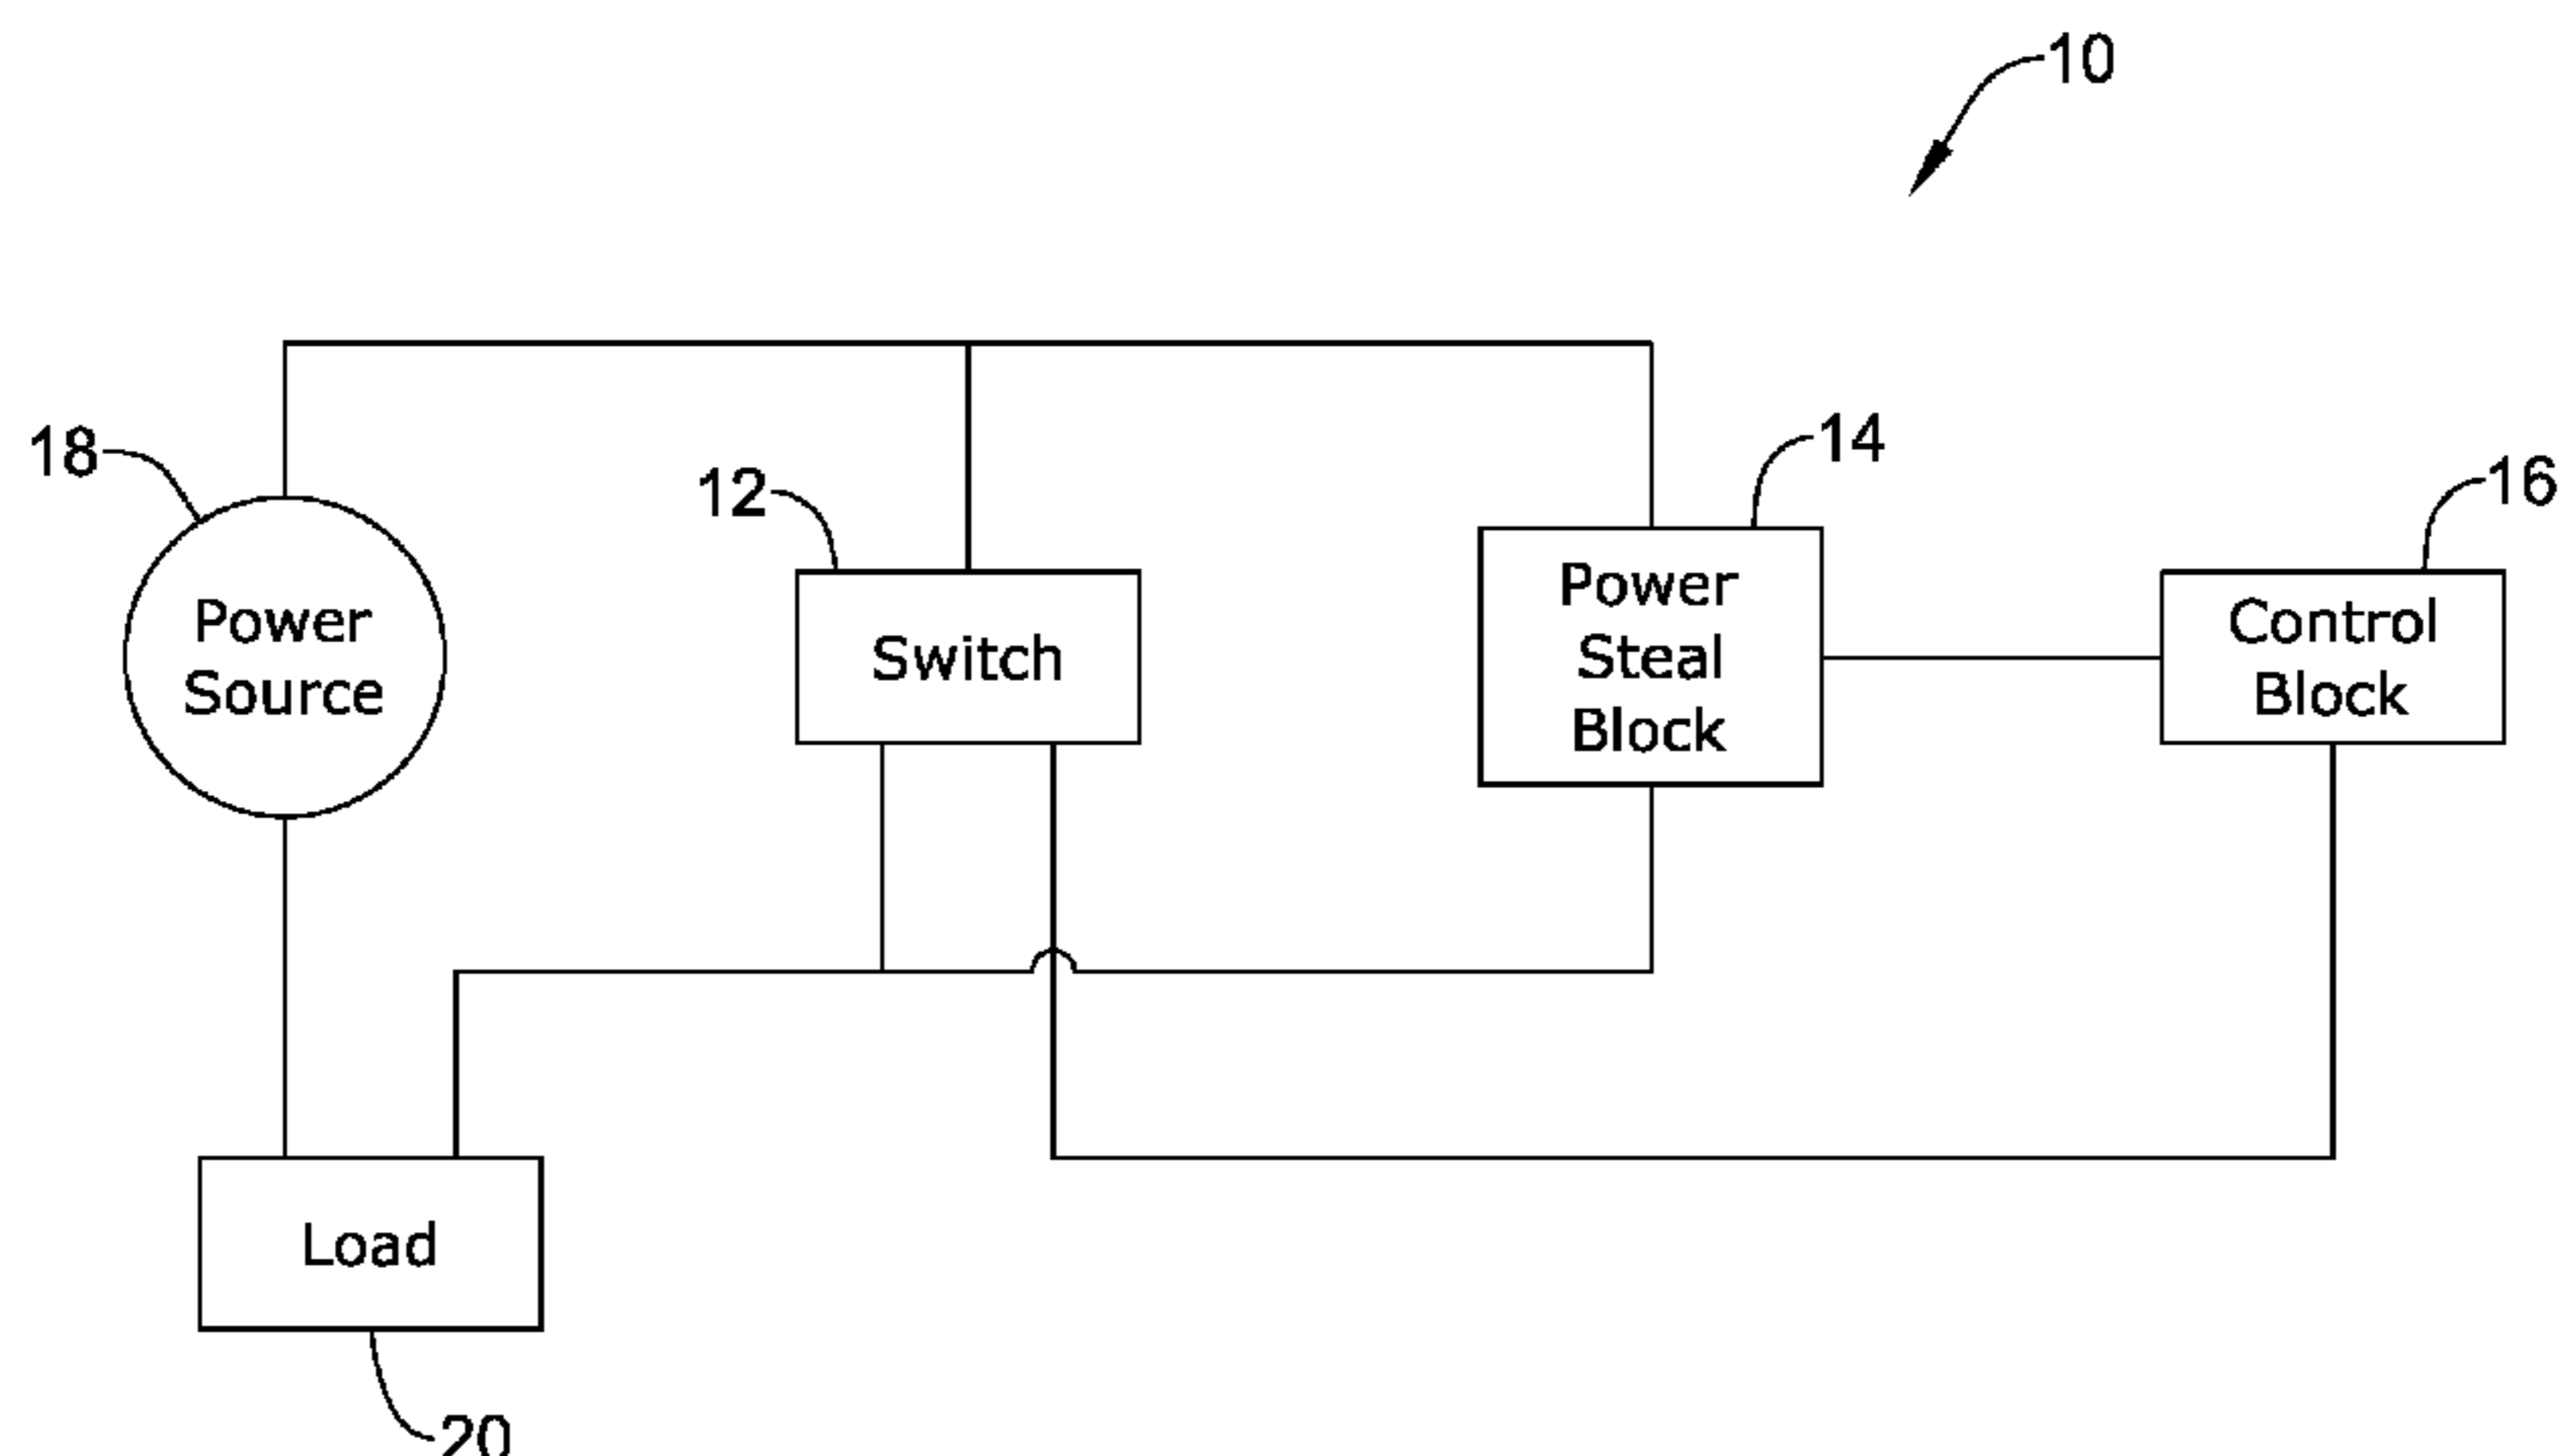 10
18
12
14
16
Power
Source
Switch
Power
Steal
Block
Control
Block
Load
20